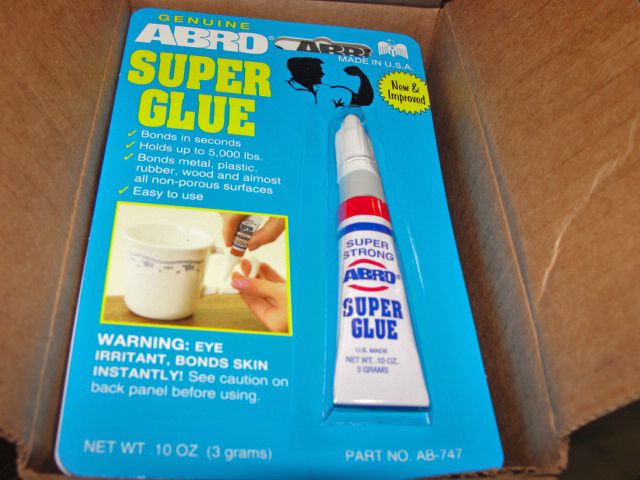 GENUINE
ABRO®
ABRO
MADE IN U.S.A.
SUPER
GLUE
New &
Improved
✓ Bonds in seconds
✓ Holds up to 5,000 lbs.
✓ Bonds metal, plastic,
rubber, wood and almost
all non-porous surfaces
✓ Easy to use
WARNING: EYE
IRRITANT, BONDS SKIN
INSTANTLY! See caution on
back panel before using.
NET WT. .10 OZ (3 grams)
PART NO. AB-747
SUPER
STRONG
ABRO®
SUPER
GLUE
U.S. MADE
NET WT. .10 OZ.
3 GRAMS